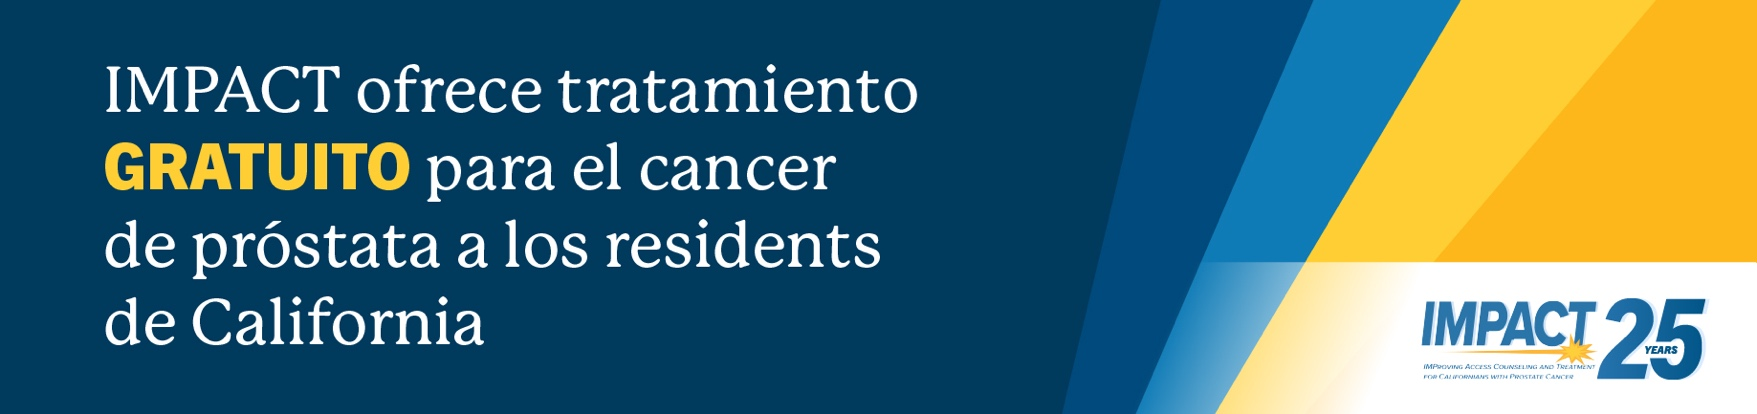 IMPACT ofrece tratamiento
GRATUITO para el cancer
de próstata a los residents
de California
IMPACT 25
YEARS
IMPROVING ACCESS COUNSELING AND TREATMENT
FOR CALIFORNIANS WITH PROSTATE CANCER